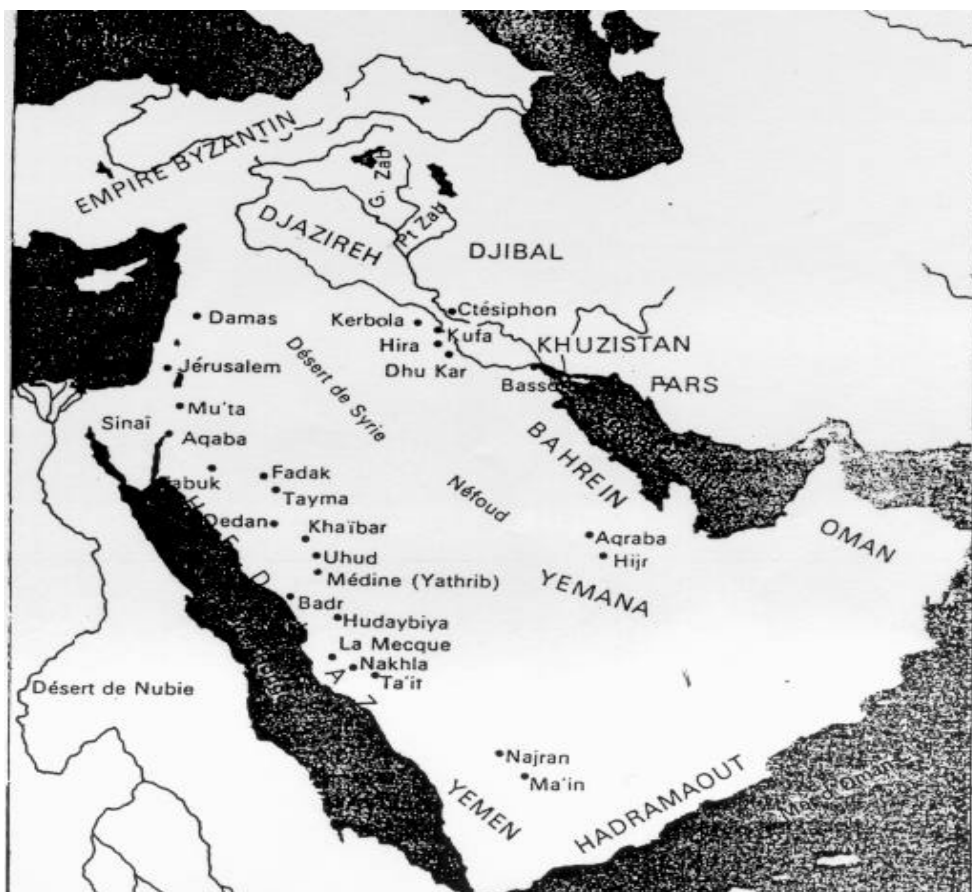 EMPIRE BYZANTIN
G. Zab
Pt Zab
DJAZIREH
DJIBAL
Ctésiphon
Damas
Kerbola
Kufa
Hira
KHUZISTAN
Désert de Syrie
Jérusalem
Dhu Kar
PARS
Mu'ta
Sinaï
Aqaba
BAHREIN
Fadak
Tayma
Néfoud
Dedan
Khaïbar
Aqraba
OMAN
Uhud
Hijr
Médine (Yathrib)
YEMANA
Badr
Hudaybiya
La Mecque
Nakhla
Désert de Nubie
Najran
Ma'in
YEMEN
HADRAMAOUT